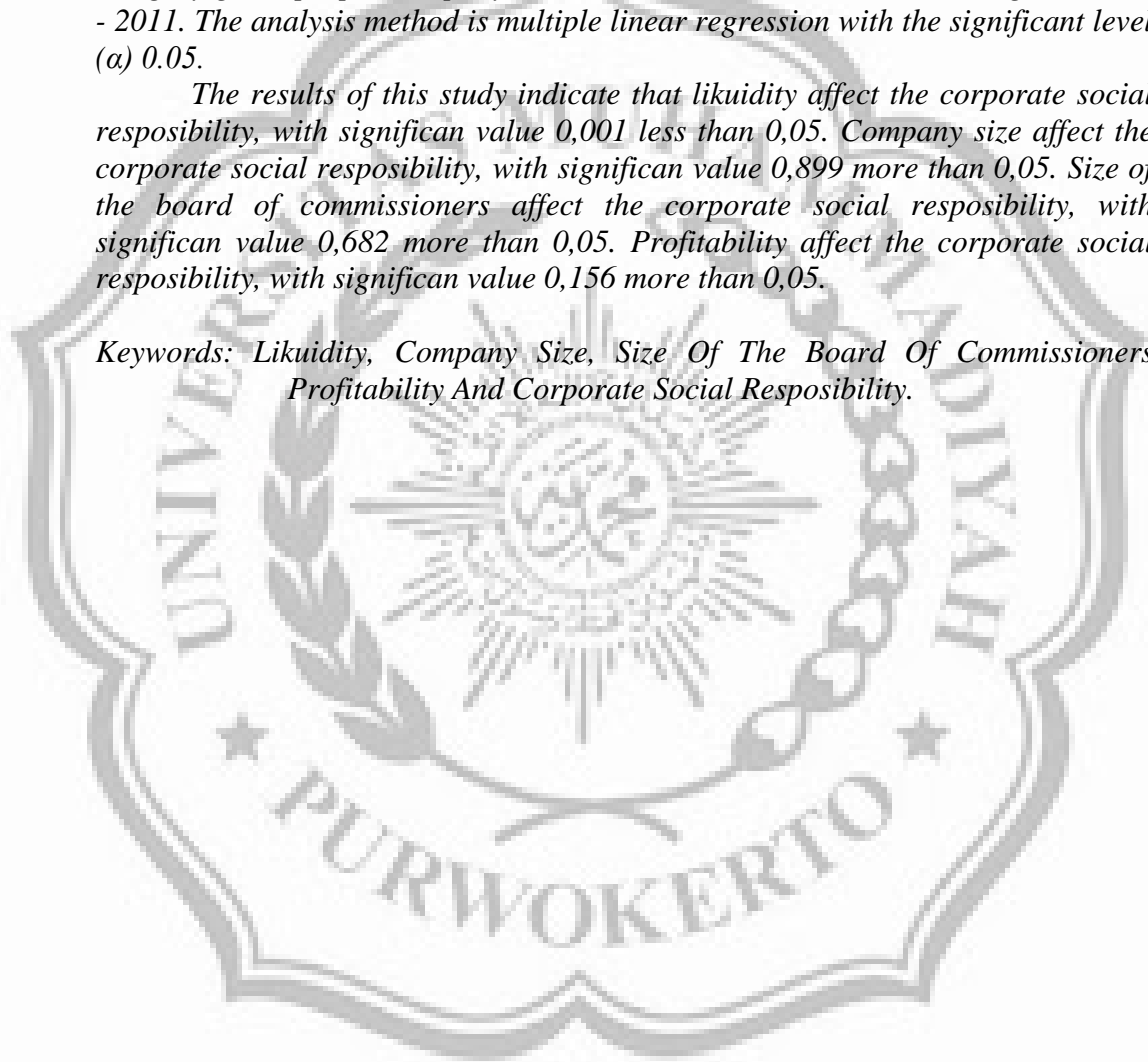 - 2011. The analysis method is multiple linear regression with the significant level
(α) 0.05.
The results of this study indicate that likuidity affect the corporate social
resposibility, with significan value 0,001 less than 0,05. Company size affect the
corporate social resposibility, with significan value 0,899 more than 0,05. Size of
the board of commissioners affect the corporate social resposibility, with
significan value 0,682 more than 0,05. Profitability affect the corporate social
resposibility, with significan value 0,156 more than 0,05.
Keywords: Likuidity, Company Size, Size Of The Board Of Commissioners
Profitability And Corporate Social Resposibility.
UNIVERSITAS MUHAMMADIYAH
PURWOKERTO